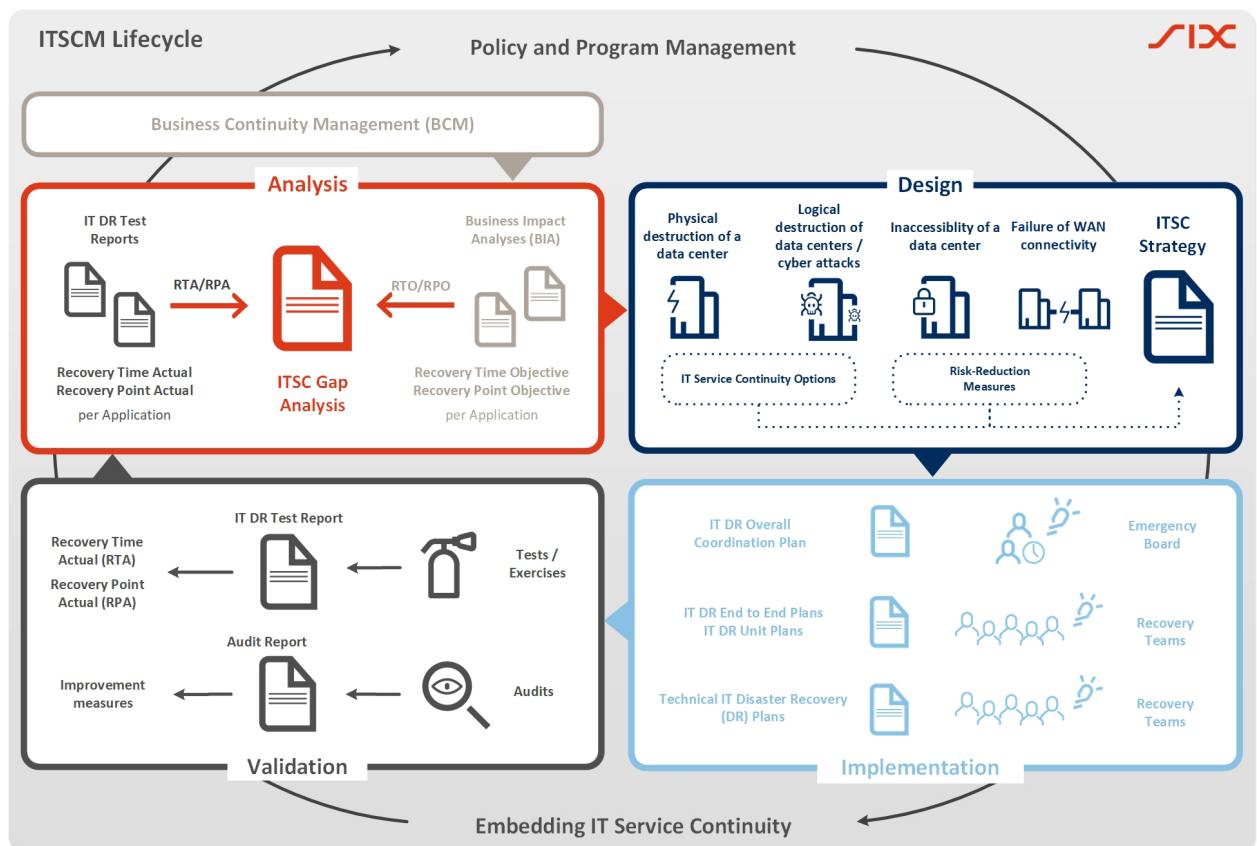 ITSCM Lifecycle
Policy and Program Management
SIX
Business Continuity Management (BCM)
Analysis
IT DR Test
Reports
RTA/RPA
Recovery Time Actual
Recovery Point Actual
per Application
ITSC Gap
Analysis
Business Impact
Analyses (BIA)
RTO/RPO
Recovery Time Objective
Recovery Point Objective
per Application
Design
Physical
destruction of a
data center
Logical
destruction of
data centers /
cyber attacks
Inaccessiblity of a
data center
Failure of WAN
connectivity
ITSC
Strategy
IT Service Continuity Options
Risk-Reduction
Measures
IT DR Test Report
Recovery Time
Actual (RTA)
Recovery Point
Actual (RPA)
Tests /
Exercises
Audit Report
Improvement
measures
Audits
Validation
IT DR Overall
Coordination Plan
Emergency
Board
IT DR End to End Plans
IT DR Unit Plans
Recovery
Teams
Technical IT Disaster Recovery
(DR) Plans
Recovery
Teams
Implementation
Embedding IT Service Continuity